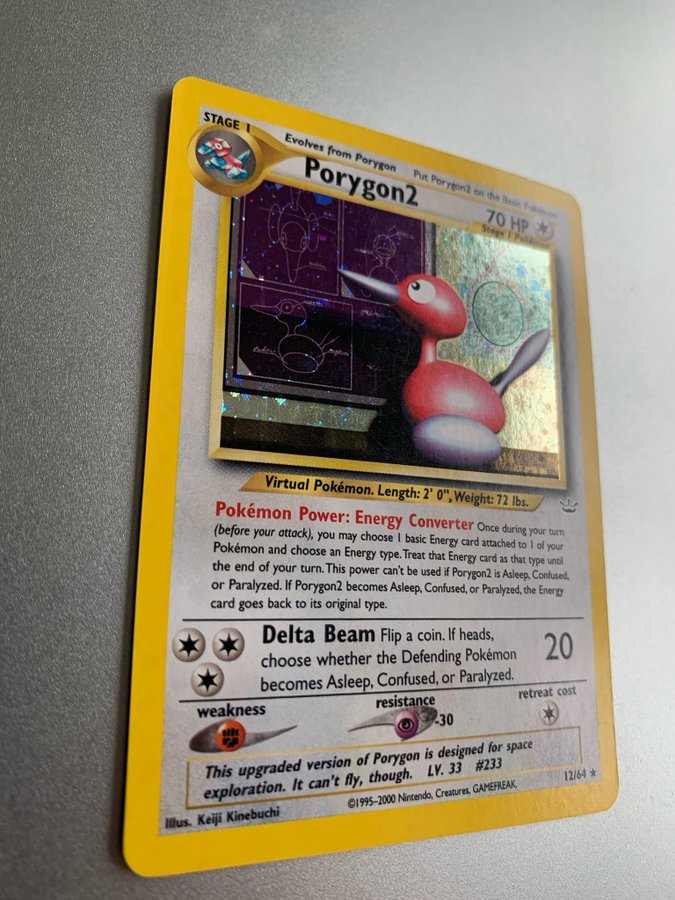 STAGE 1
Evolves from Porygon
Put Porygon2 on the Basic Pokémon
Porygon2
70 HP
Stage 1 Pokémon
Virtual Pokémon. Length: 2' 0", Weight: 72 lbs.
Pokémon Power: Energy Converter Once during your turn
(before your attack), you may choose 1 basic Energy card attached to 1 of your
Pokémon and choose an Energy type. Treat that Energy card as that type until
the end of your turn. This power can't be used if Porygon2 is Asleep, Confused,
or Paralyzed. If Porygon2 becomes Asleep, Confused, or Paralyzed, the Energy
card goes back to its original type.
Delta Beam Flip a coin. If heads,
choose whether the Defending Pokémon
becomes Asleep, Confused, or Paralyzed.
20
weakness
resistance
-30
retreat cost
This upgraded version of Porygon is designed for space
exploration. It can't fly, though. LV. 33 #233
Illus. Keiji Kinebuchi
©1995-2000 Nintendo, Creatures, GAMEFREAK.
12/64 ★